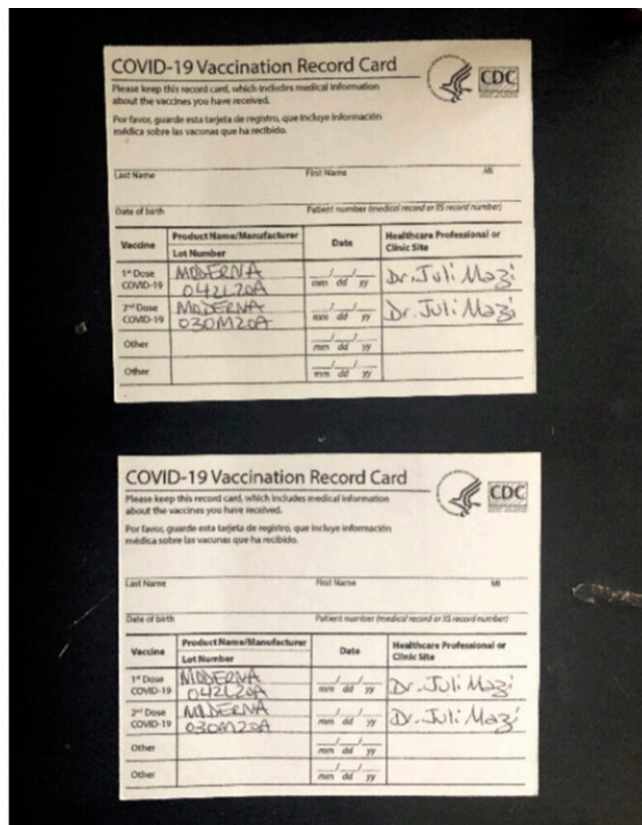 COVID-19 Vaccination Record Card
CDC
Please keep this record card, which includes medical information
about the vaccines you have received.
Por favor, guarde esta tarjeta de registro, que incluye información
médica sobre las vacunas que ha recibido.
Last Name First Name MI
Date of birth Patient number (medical record or IIS record number)
Vaccine Product Name/Manufacturer Date Healthcare Professional or
Lot Number Clinic Site
1st Dose MODERNA Dr. Juli Mazi
COVID-19 042L20A mm dd yy
2nd Dose MODERNA Dr. Juli Mazi
COVID-19 030M20A mm dd yy
Other mm dd yy
Other mm dd yy
COVID-19 Vaccination Record Card
CDC
Please keep this record card, which includes medical information
about the vaccines you have received.
Por favor, guarde esta tarjeta de registro, que incluye información
médica sobre las vacunas que ha recibido.
Last Name First Name MI
Date of birth Patient number (medical record or IIS record number)
Vaccine Product Name/Manufacturer Date Healthcare Professional or
Lot Number Clinic Site
1st Dose MODERNA Dr. Juli Mazi
COVID-19 042L20A mm dd yy
2nd Dose MODERNA Dr. Juli Mazi
COVID-19 030M20A mm dd yy
Other mm dd yy
Other mm dd yy